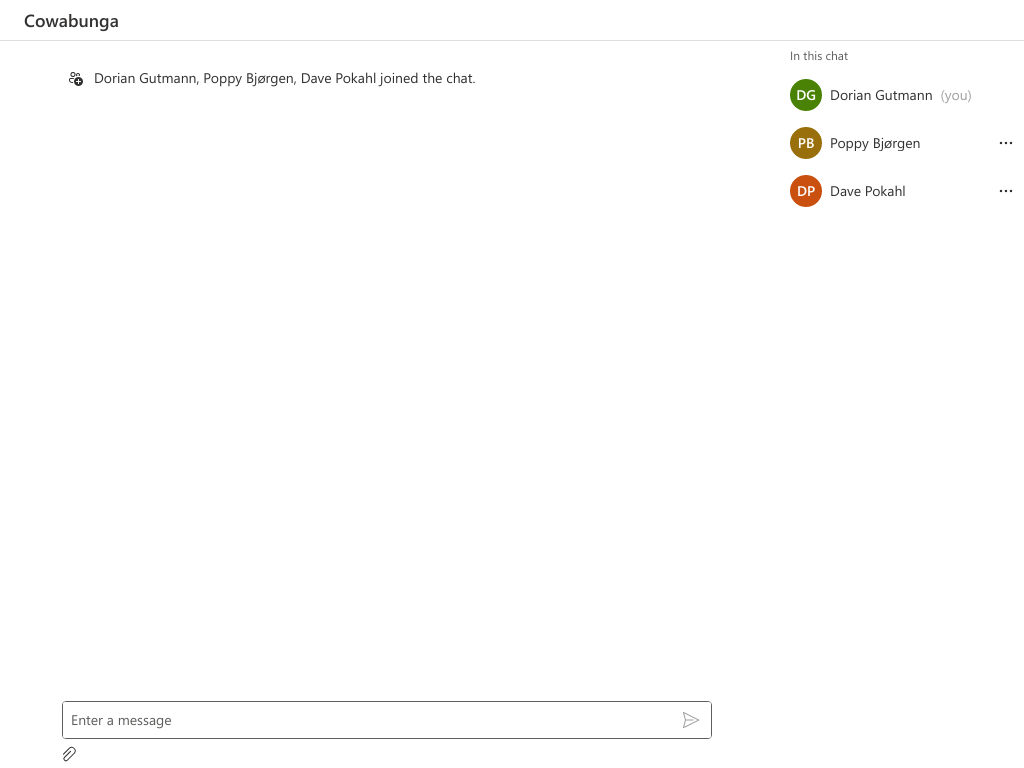 Cowabunga
Dorian Gutmann, Poppy Bjørgen, Dave Pokahl joined the chat.
In this chat
DG Dorian Gutmann (you)
PB Poppy Bjørgen
DP Dave Pokahl
Enter a message